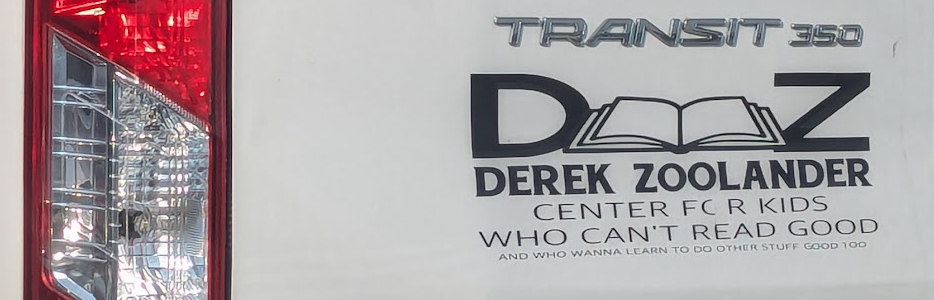 TRANSIT 350
D Z
DEREK ZOOLANDER
CENTER FOR KIDS
WHO CAN'T READ GOOD
AND WHO WANNA LEARN TO DO OTHER STUFF GOOD TOO